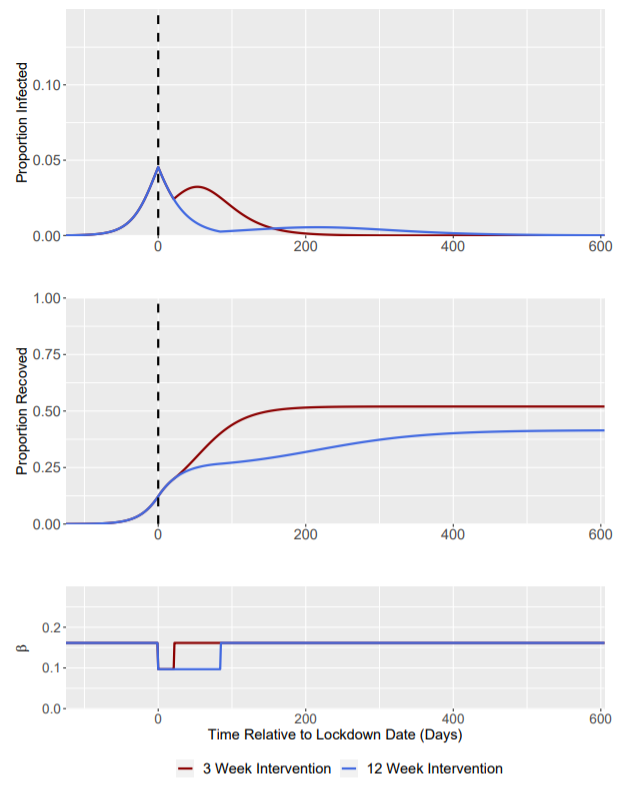 Proportion Infected
0.10
0.05
0.00
0 200 400 600
Proportion Recoved
1.00
0.75
0.50
0.25
0.00
0 200 400 600
β
0.2
0.1
0.0
0 200 400 600
Time Relative to Lockdown Date (Days)
3 Week Intervention 12 Week Intervention